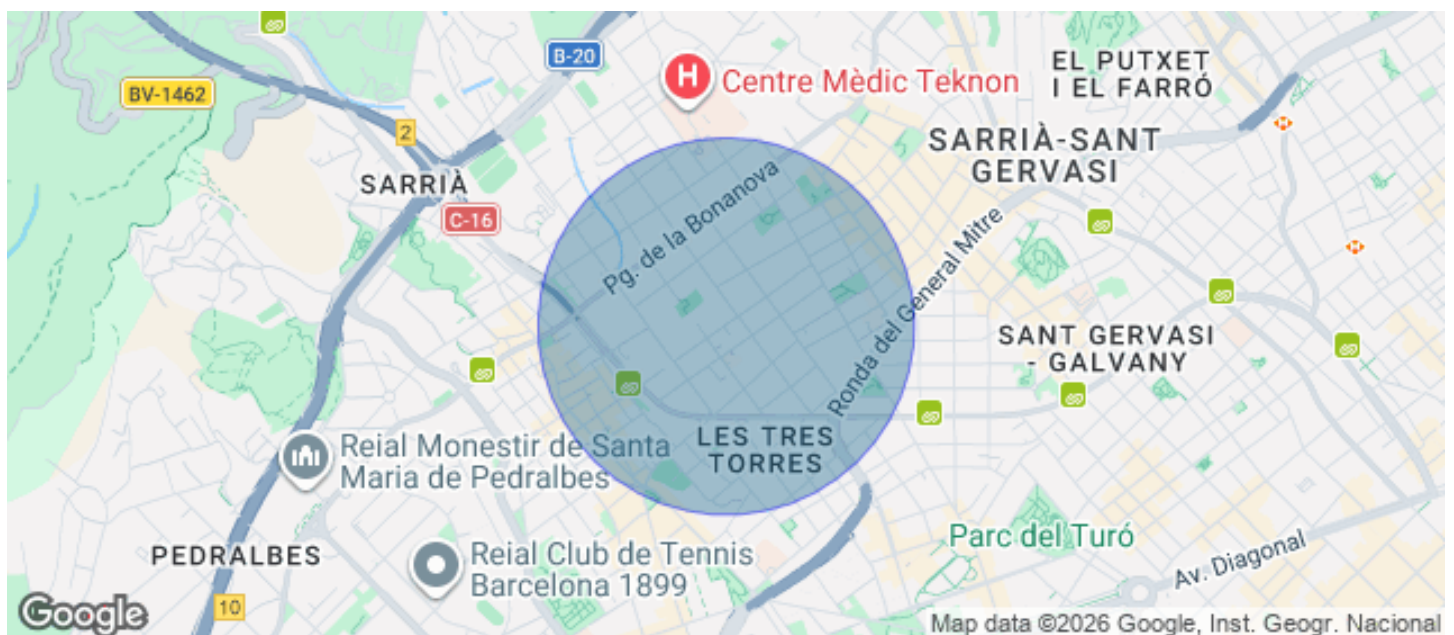 B-20
Centre Mèdic Teknon
EL PUTXET
I EL FARRÓ
BV-1462
2
SARRIÀ
C-16
SARRIÀ-SANT
GERVASI
Pg. de la Bonanova
Ronda del General Mitre
SANT GERVASI
- GALVANY
LES TRES
TORRES
Reial Monestir de Santa
Maria de Pedralbes
PEDRALBES
Reial Club de Tennis
Barcelona 1899
Parc del Turó
Av. Diagonal
10
Google
Map data ©2026 Google, Inst. Geogr. Nacional